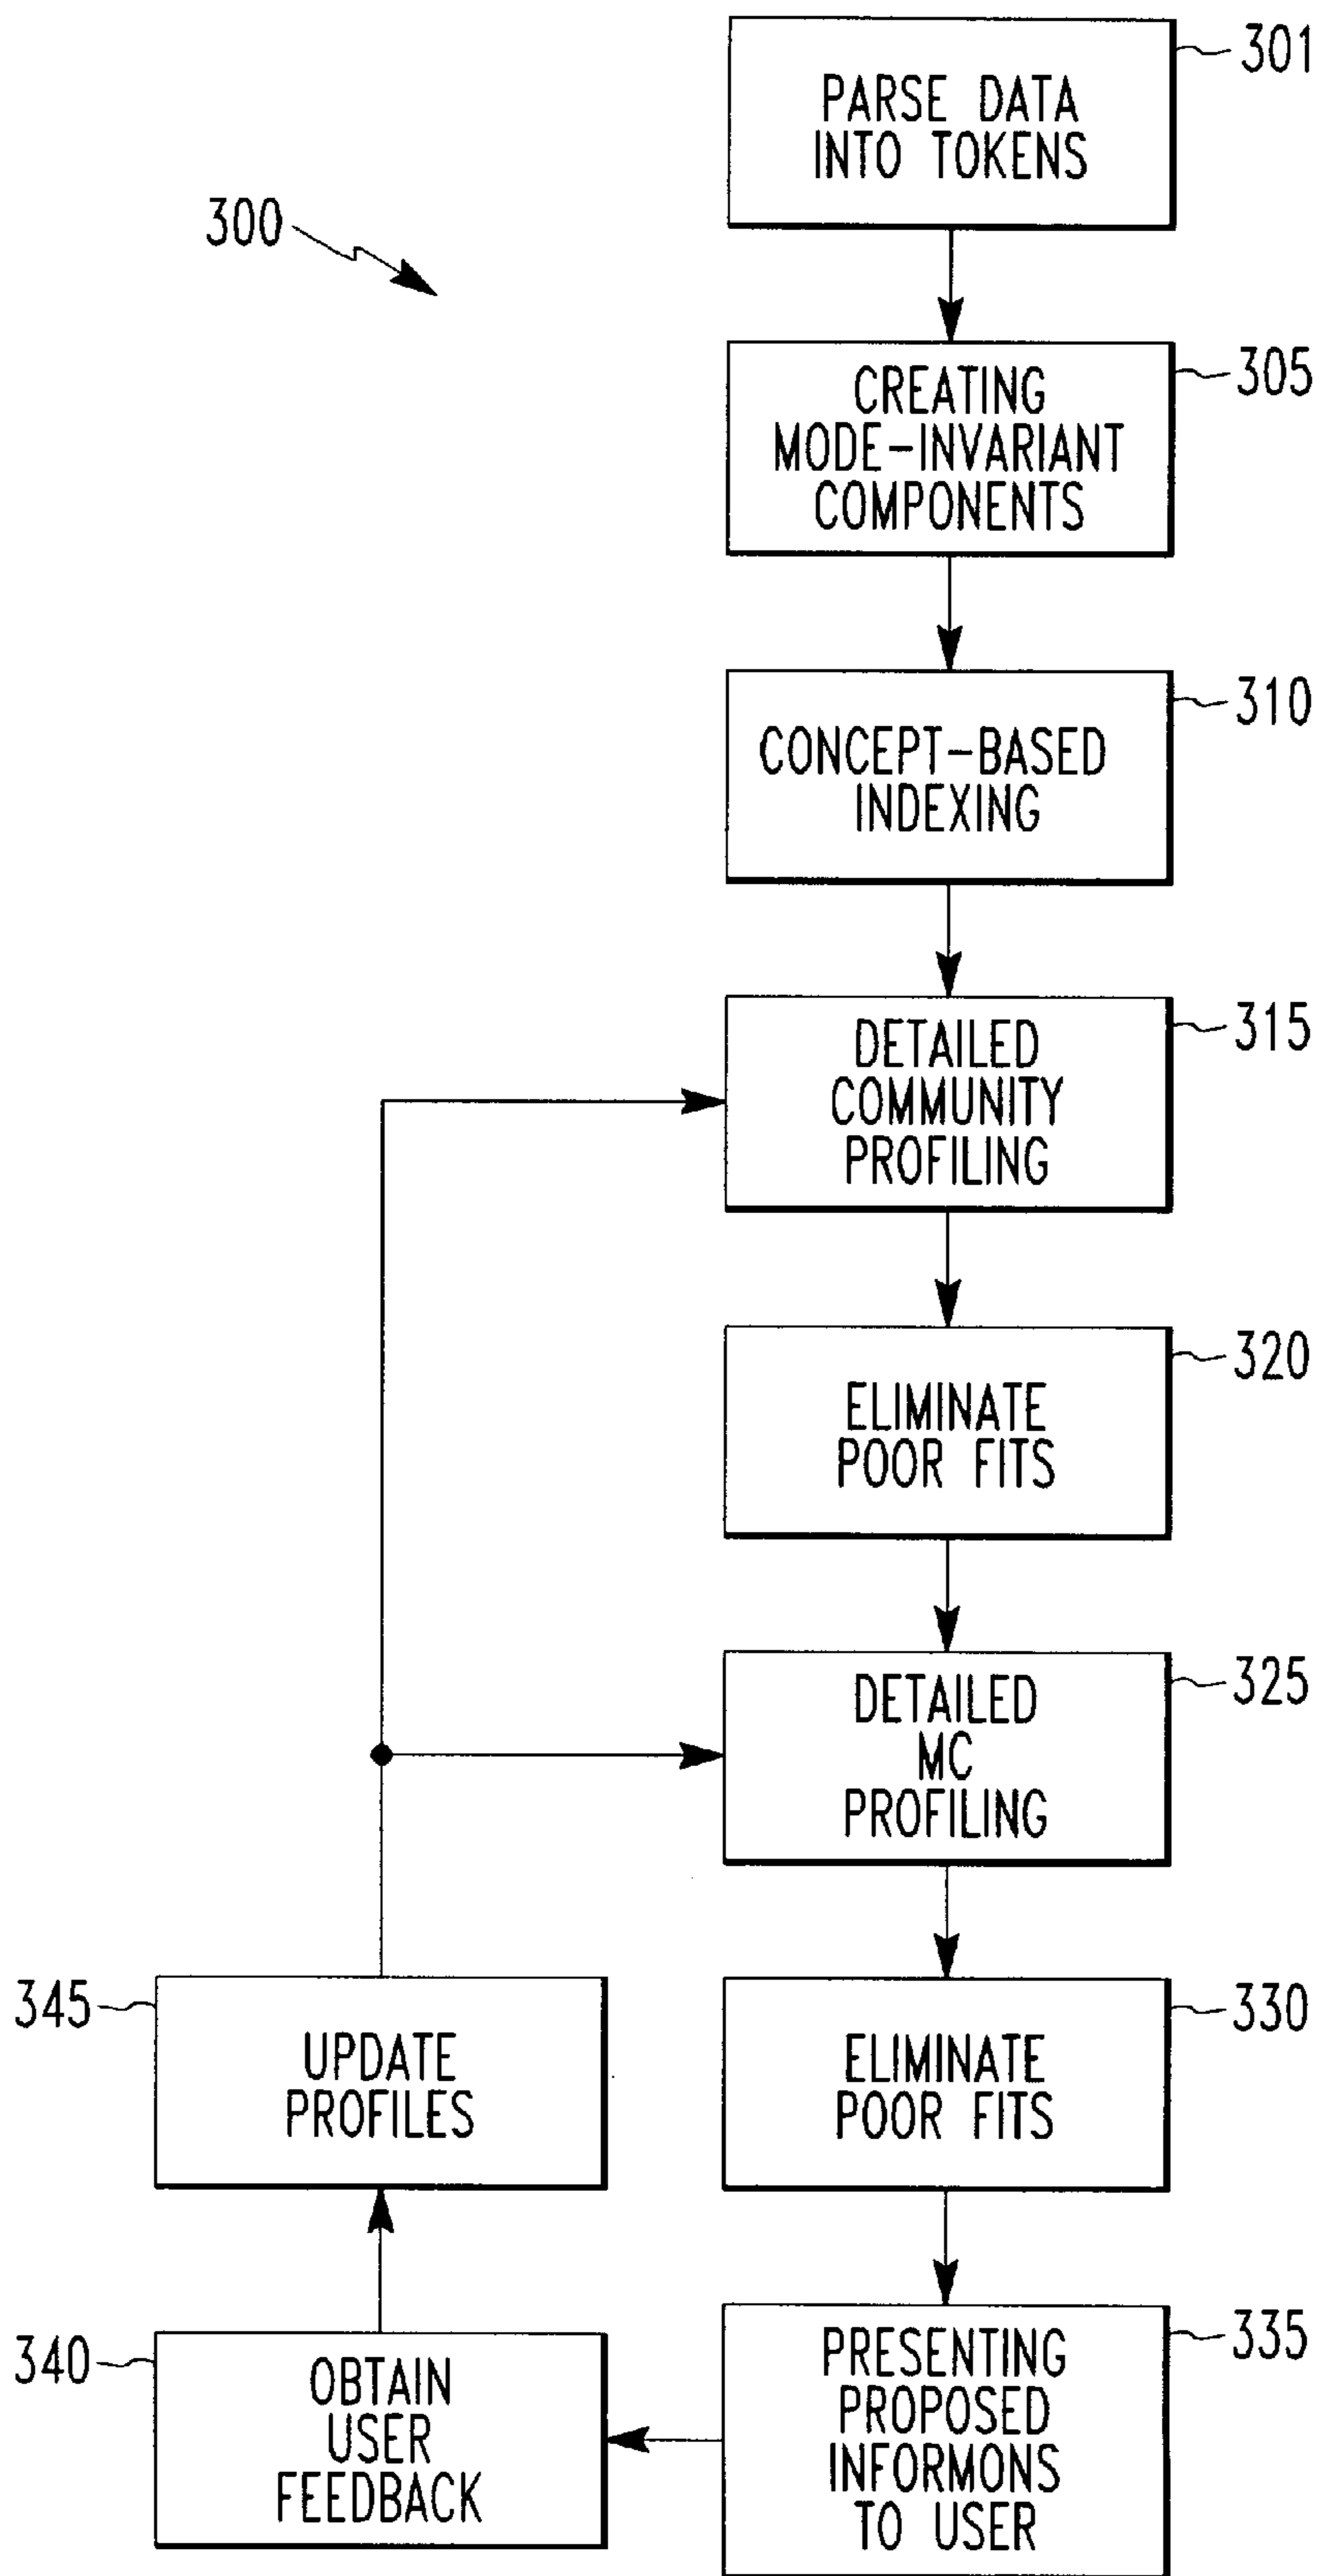 301
PARSE DATA
INTO TOKENS
300
305
CREATING
MODE-INVARIANT
COMPONENTS
310
CONCEPT-BASED
INDEXING
315
DETAILED
COMMUNITY
PROFILING
320
ELIMINATE
POOR FITS
325
DETAILED
MC
PROFILING
330
ELIMINATE
POOR FITS
335
PRESENTING
PROPOSED
INFORMONS
TO USER
340
OBTAIN
USER
FEEDBACK
345
UPDATE
PROFILES